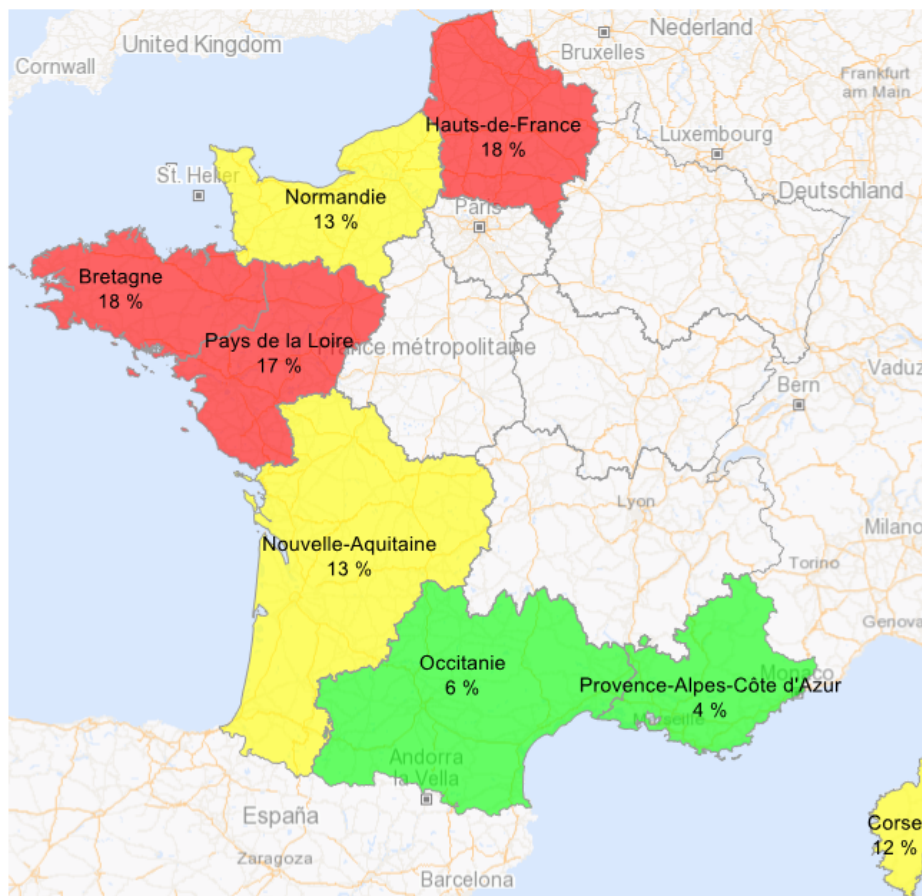 United Kingdom
Nederland
Bruxelles
Cornwall
Frankfurt
am Main
Hauts-de-France
18 %
Luxembourg
St. Helier
Deutschland
Normandie
13 %
Paris
Bretagne
18 %
Pays de la Loire
17 %
France métropolitaine
Vaduz
Bern
Lyon
Milano
Nouvelle-Aquitaine
13 %
Torino
Genova
Occitanie
6 %
Monaco
Provence-Alpes-Côte d'Azur
4 %
Marseille
Andorra
la Vella
España
Corse
12 %
Zaragoza
Barcelona